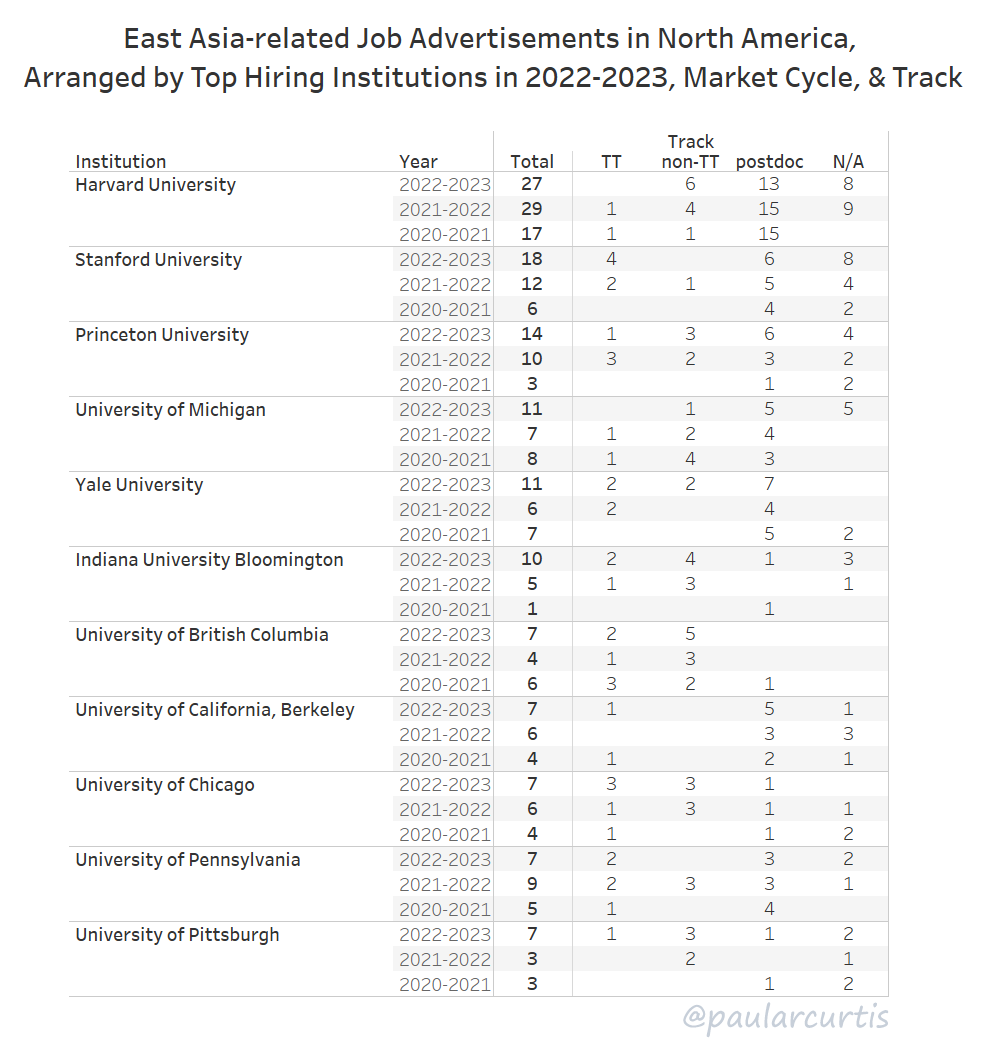 East Asia-related Job Advertisements in North America,
Arranged by Top Hiring Institutions in 2022-2023, Market Cycle, & Track
Track
Institution Year Total TT non-TT postdoc N/A
Harvard University 2022-2023 27 6 13 8
2021-2022 29 1 4 15 9
2020-2021 17 1 1 15
Stanford University 2022-2023 18 4 6 8
2021-2022 12 2 1 5 4
2020-2021 6 4 2
Princeton University 2022-2023 14 1 3 6 4
2021-2022 10 3 2 3 2
2020-2021 3 1 2
University of Michigan 2022-2023 11 1 5 5
2021-2022 7 1 2 4
2020-2021 8 1 4 3
Yale University 2022-2023 11 2 2 7
2021-2022 6 2 4
2020-2021 7 5 2
Indiana University Bloomington 2022-2023 10 2 4 1 3
2021-2022 5 1 3 1
2020-2021 1 1
University of British Columbia 2022-2023 7 2 5
2021-2022 4 1 3
2020-2021 6 3 2 1
University of California, Berkeley 2022-2023 7 1 5 1
2021-2022 6 3 3
2020-2021 4 1 2 1
University of Chicago 2022-2023 7 3 3 1
2021-2022 6 1 3 1 1
2020-2021 4 1 1 2
University of Pennsylvania 2022-2023 7 2 3 2
2021-2022 9 2 3 3 1
2020-2021 5 1 4
University of Pittsburgh 2022-2023 7 1 3 1 2
2021-2022 3 2 1
2020-2021 3 1 2
@paularcurtis